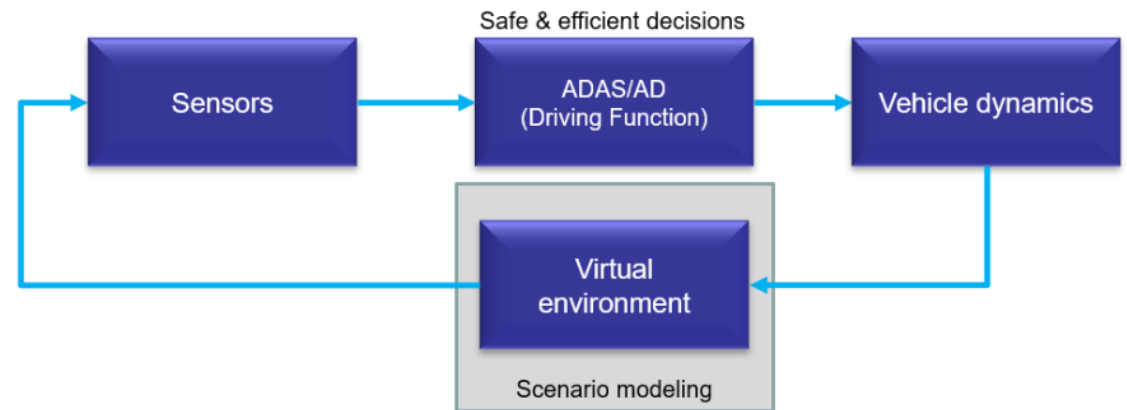 Safe & efficient decisions
Sensors
ADAS/AD
(Driving Function)
Vehicle dynamics
Virtual
environment
Scenario modeling